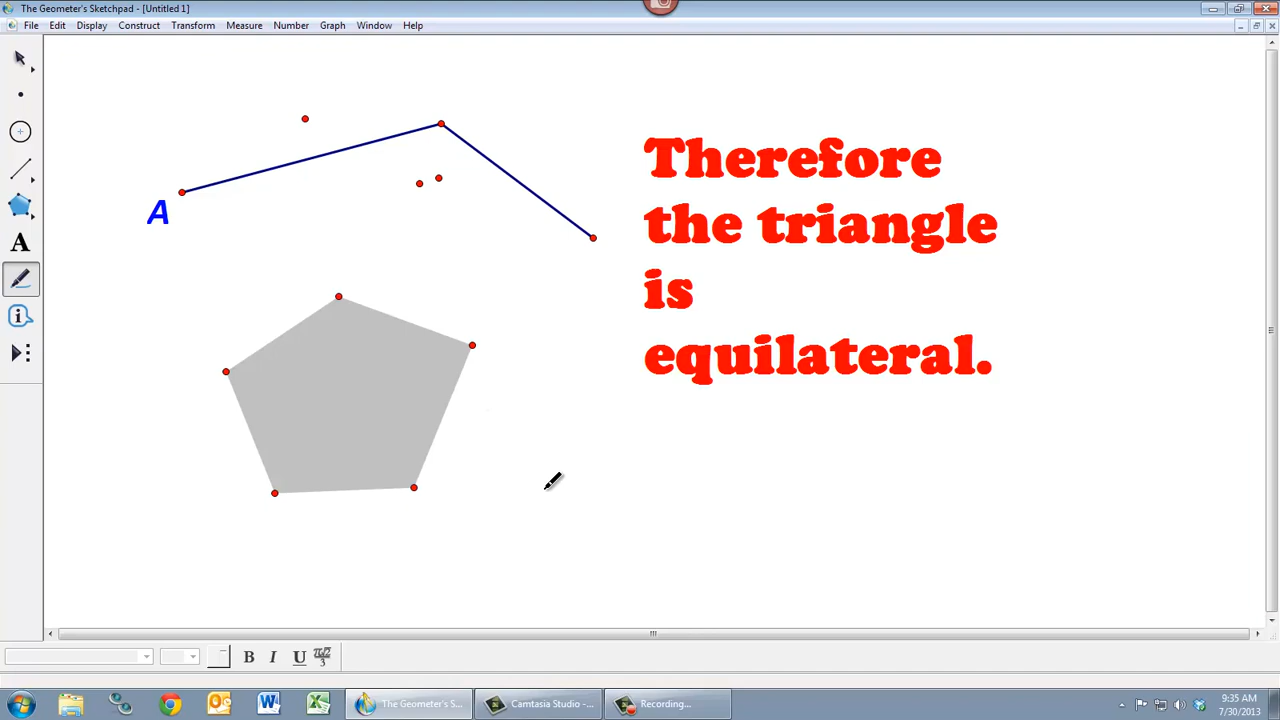 The Geometer's Sketchpad - [Untitled 1]
File Edit Display Construct Transform Measure Number Graph Window Help
A
Therefore
the triangle
is
equilateral.
A
B I U
The Geometer's S...
Camtasia Studio -...
Recording...
9:35 AM
7/30/2013